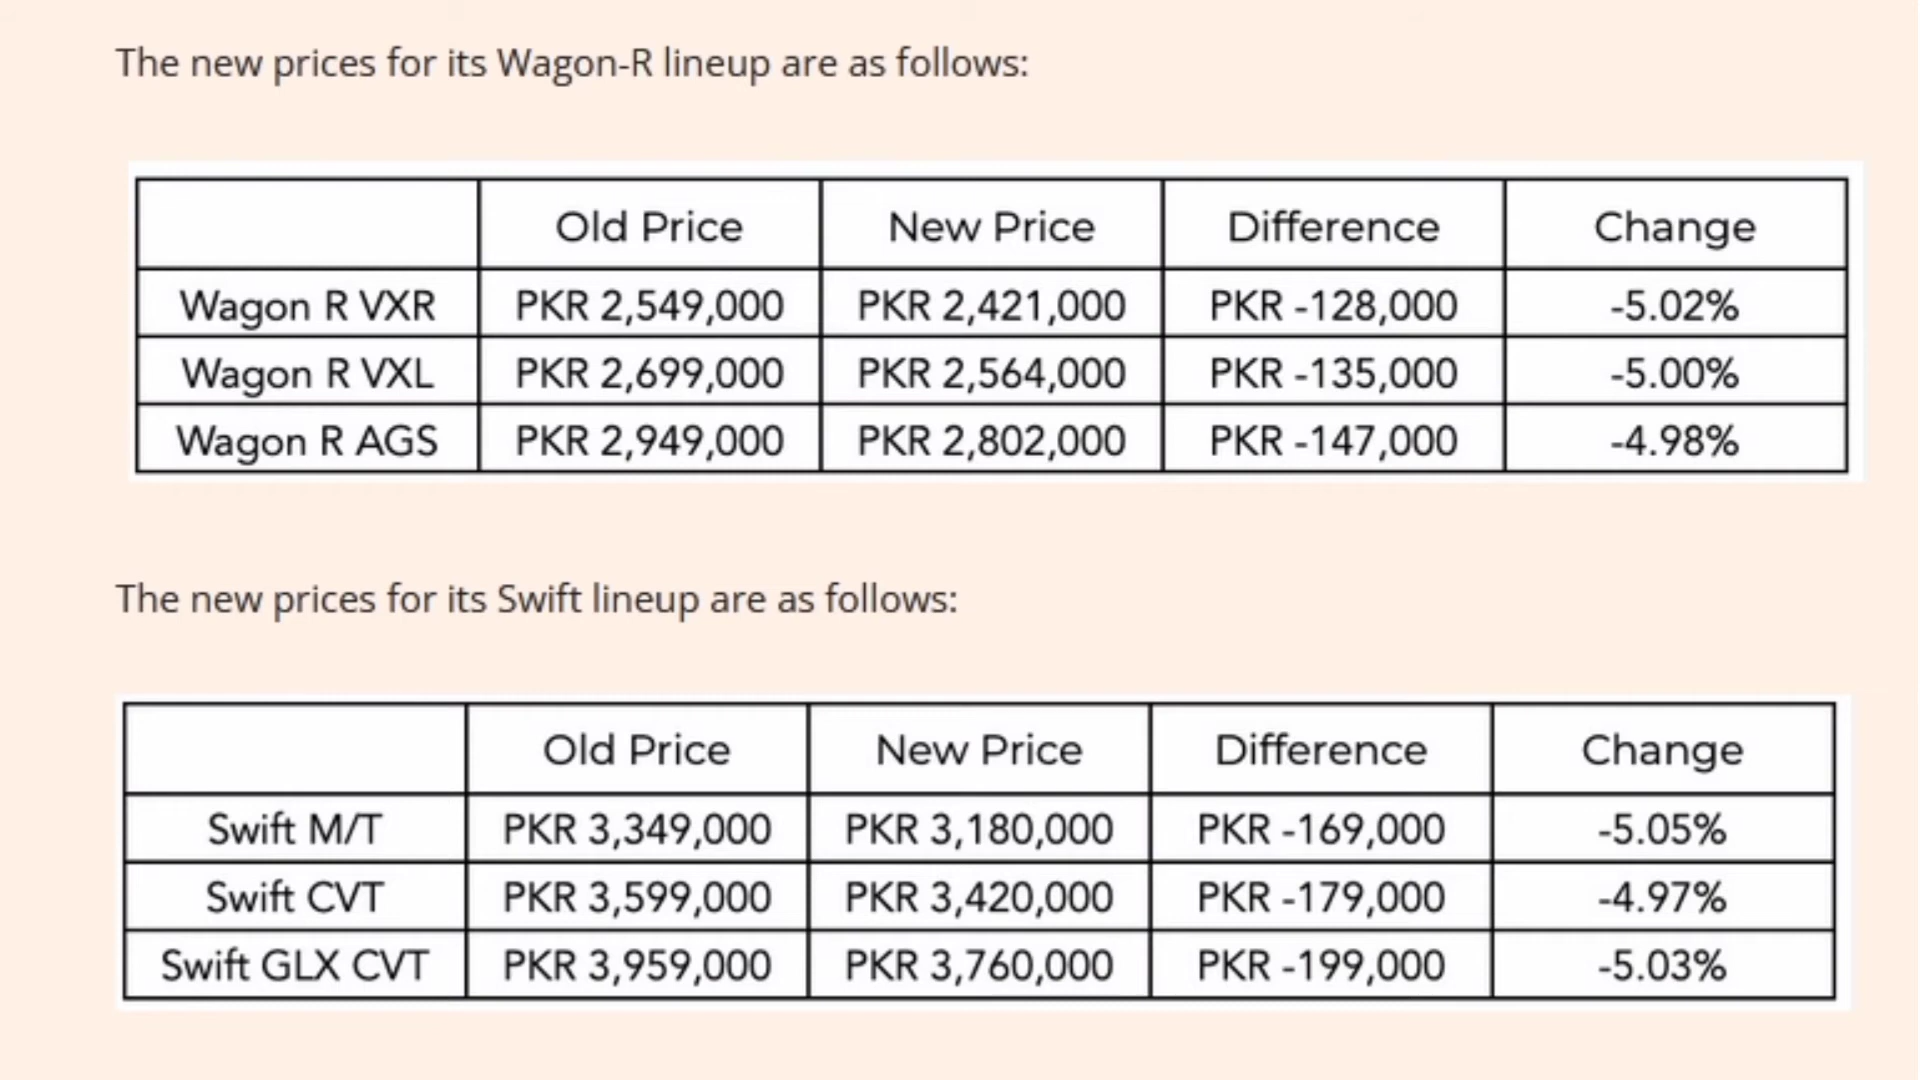 The new prices for its Wagon-R lineup are as follows:
Old Price New Price Difference Change
Wagon R VXR PKR 2,549,000 PKR 2,421,000 PKR -128,000 -5.02%
Wagon R VXL PKR 2,699,000 PKR 2,564,000 PKR -135,000 -5.00%
Wagon R AGS PKR 2,949,000 PKR 2,802,000 PKR -147,000 -4.98%
The new prices for its Swift lineup are as follows:
Old Price New Price Difference Change
Swift M/T PKR 3,349,000 PKR 3,180,000 PKR -169,000 -5.05%
Swift CVT PKR 3,599,000 PKR 3,420,000 PKR -179,000 -4.97%
Swift GLX CVT PKR 3,959,000 PKR 3,760,000 PKR -199,000 -5.03%